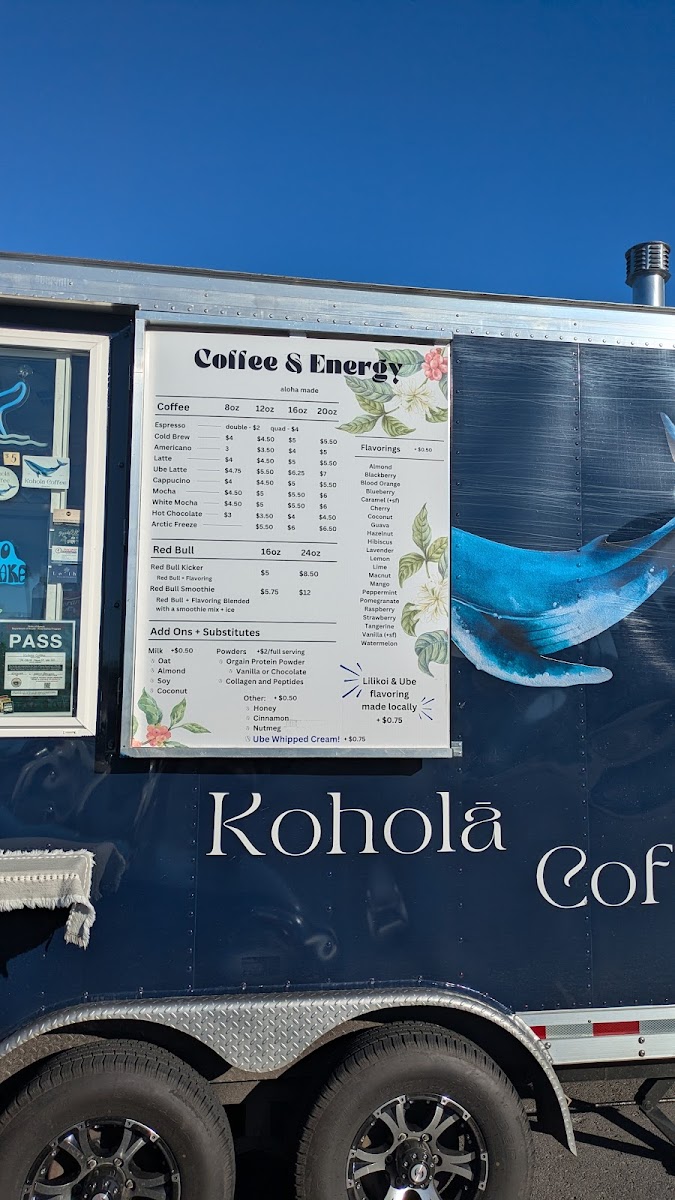 Coffee & Energy
aloha made
Coffee 8oz 12oz 16oz 20oz
Espresso double - $2 quad - $4
Cold Brew $4 $4.50 $5 $5.50
Americano 3 $3.50 $4 $5
Latte $4 $4.50 $5 $5.50
Ube Latte $4.75 $5.50 $6.25 $7
Cappucino $4 $4.50 $5 $5.50
Mocha $4.50 $5 $5.50 $6
White Mocha $4.50 $5 $5.50 $6
Hot Chocolate $3 $3.50 $4 $4.50
Arctic Freeze $5.50 $6 $6.50
Red Bull 16oz 24oz
Red Bull Kicker $5 $8.50
Red Bull + Flavoring
Red Bull Smoothie $5.75 $12
Red Bull + Flavoring Blended
with a smoothie mix + ice
Add Ons + Substitutes
Milk +$0.50
Oat
Almond
Soy
Coconut
Powders +$2/full serving
Orgain Protein Powder
Vanilla or Chocolate
Collagen and Peptides
Other: + $0.50
Honey
Cinnamon
Nutmeg
Ube Whipped Cream! + $0.75
Flavorings + $0.50
Almond
Blackberry
Blood Orange
Blueberry
Caramel (+sf)
Cherry
Coconut
Guava
Hazelnut
Hibiscus
Lavender
Lemon
Lime
Macnut
Mango
Peppermint
Pomegranate
Raspberry
Strawberry
Tangerine
Vanilla (+sf)
Watermelon
Lilikoi & Ube
flavoring
made locally
+ $0.75
Kohola Coffee
PASS
Koholā
Cof